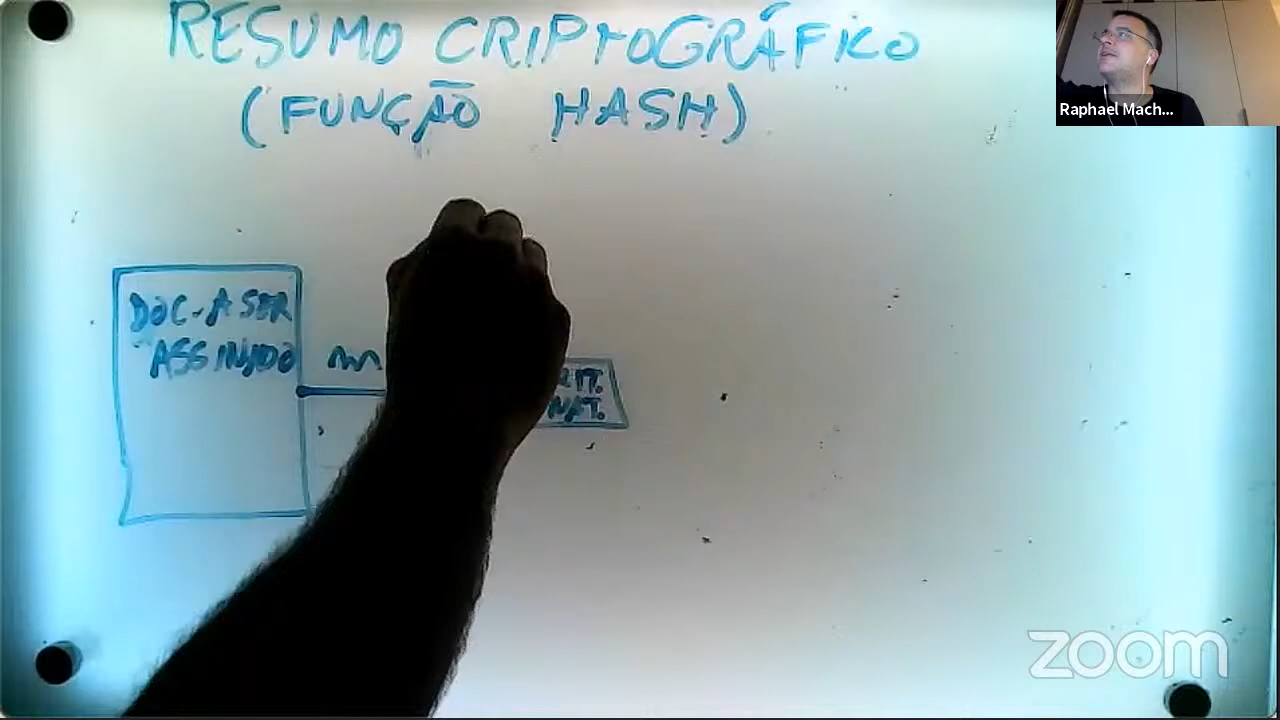 RESUMO CRIPTOGRÁFICO
(FUNÇÃO HASH)
Raphael Mach...
DOC. A SER
ASSINADO
m
zoom